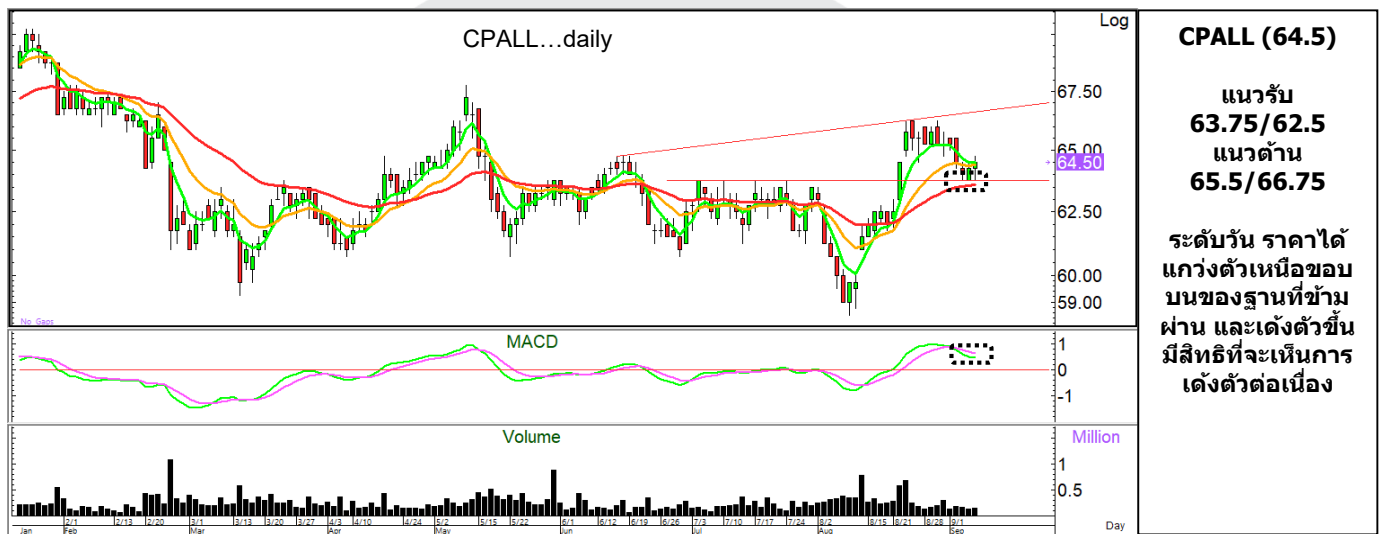 CPALL...daily
Log
67.50
65.00
64.50
62.50
60.00
59.00
No Gaps
MACD
1
0
-1
Volume
Million
1
0.5
2/1 2/13 2/20 3/1 3/13 3/20 3/27 4/3 4/10 4/24 5/2 5/15 5/22 6/1 6/12 6/19 6/26 7/3 7/10 7/17 7/24 8/2 8/15 8/21 8/28 9/1
Day
Jan Feb Mar Apr May Jun Jul Aug Sep
CPALL (64.5)
แนวรับ
63.75/62.5
แนวต้าน
65.5/66.75
ระดับวัน ราคาได้
แกว่งตัวเหนือขอบ
บนของฐานที่ข้าม
ผ่าน และเด้งตัวขึ้น
มีสิทธิที่จะเห็นการ
เด้งตัวต่อเนื่อง